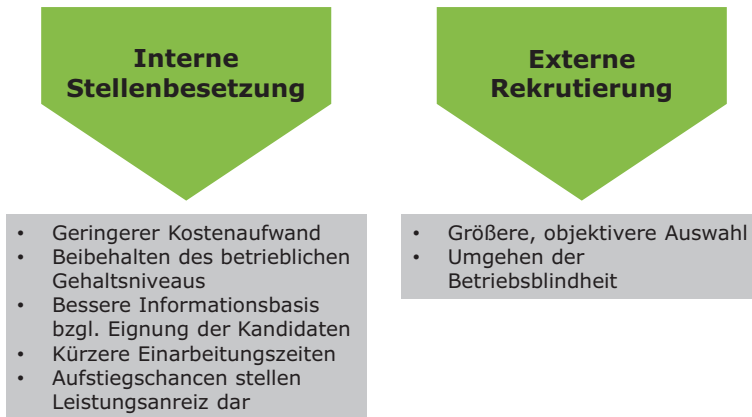 Interne
Stellenbesetzung
• Geringerer Kostenaufwand
• Beibehalten des betrieblichen
Gehaltsniveaus
• Bessere Informationsbasis
bzgl. Eignung der Kandidaten
• Kürzere Einarbeitungszeiten
• Aufstiegschancen stellen
Leistungsanreiz dar
Externe
Rekrutierung
• Größere, objektivere Auswahl
• Umgehen der
Betriebsblindheit